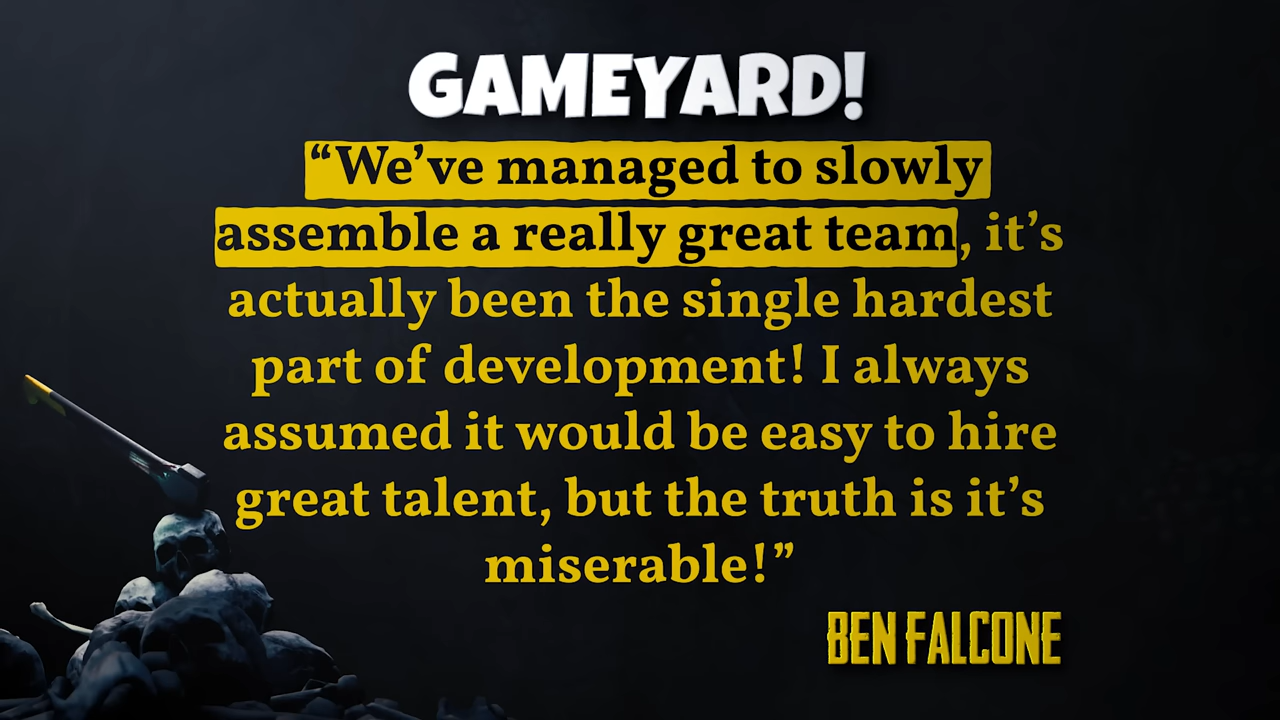 GAMEYARD!
“We’ve managed to slowly
assemble a really great team, it’s
actually been the single hardest
part of development! I always
assumed it would be easy to hire
great talent, but the truth is it’s
miserable!”
BEN FALCONE